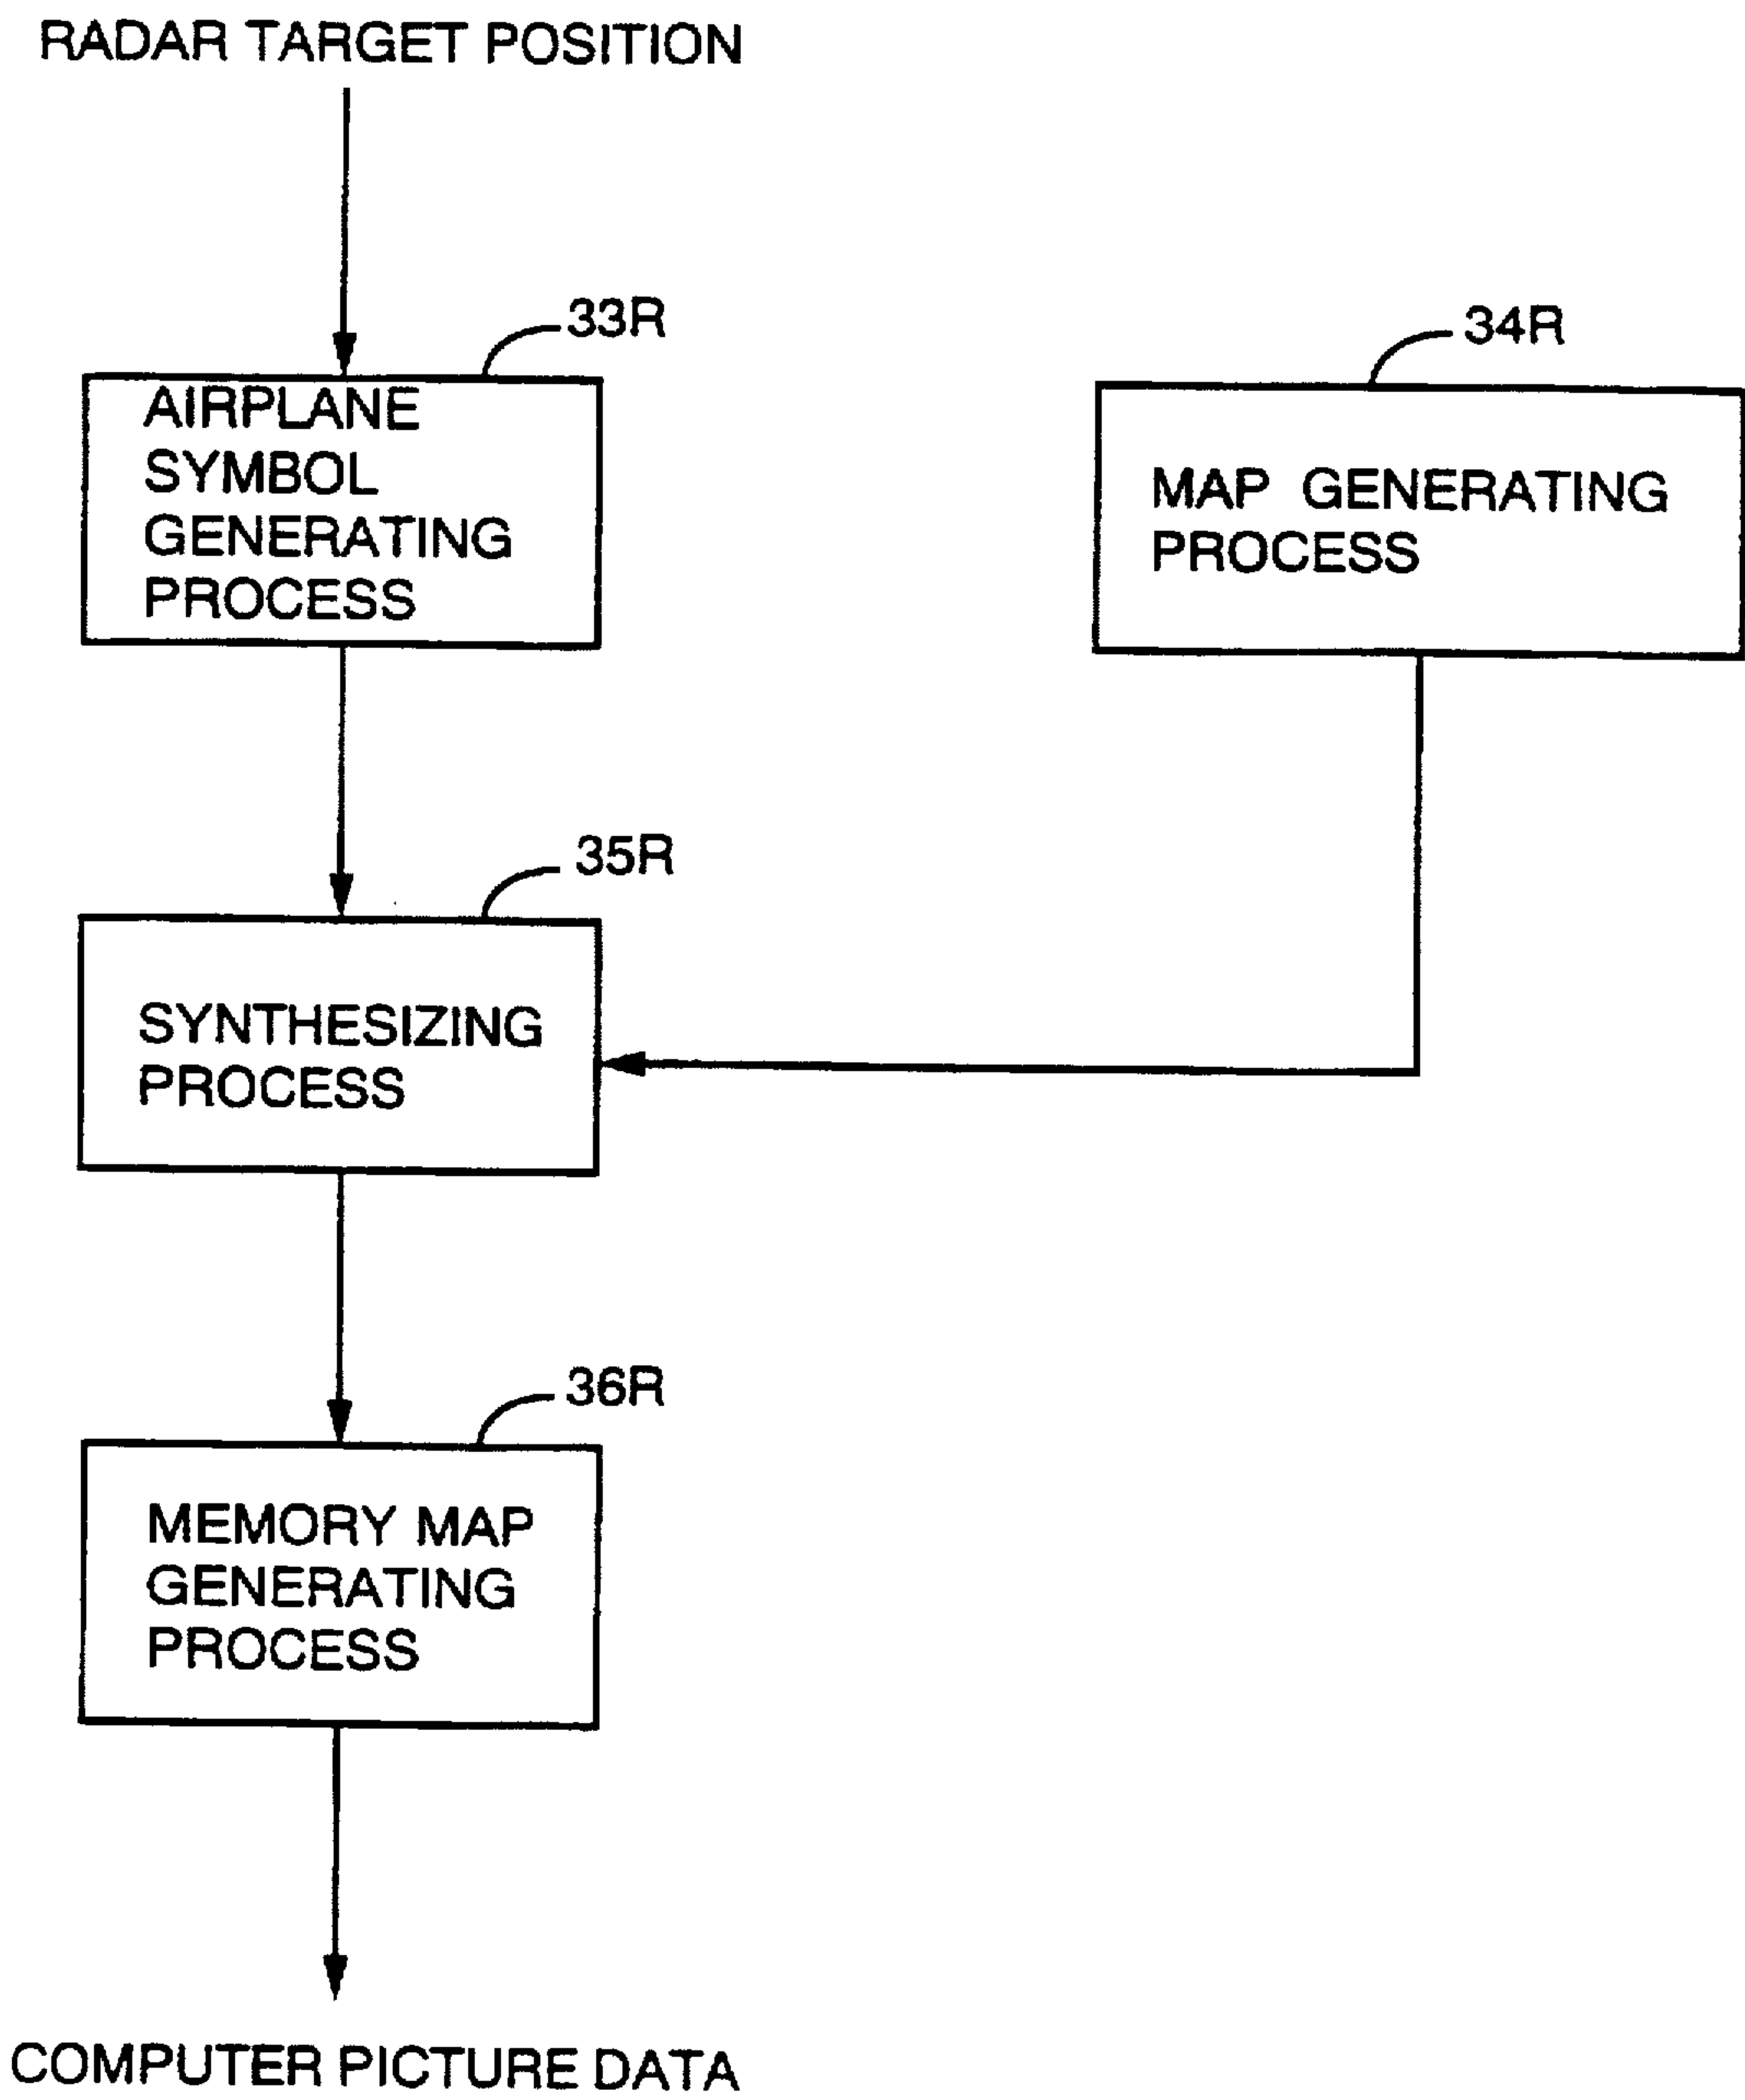 RADAR TARGET POSITION
33R
34R
AIRPLANE
SYMBOL
GENERATING
PROCESS
MAP GENERATING
PROCESS
35R
SYNTHESIZING
PROCESS
36R
MEMORY MAP
GENERATING
PROCESS
COMPUTER PICTURE DATA